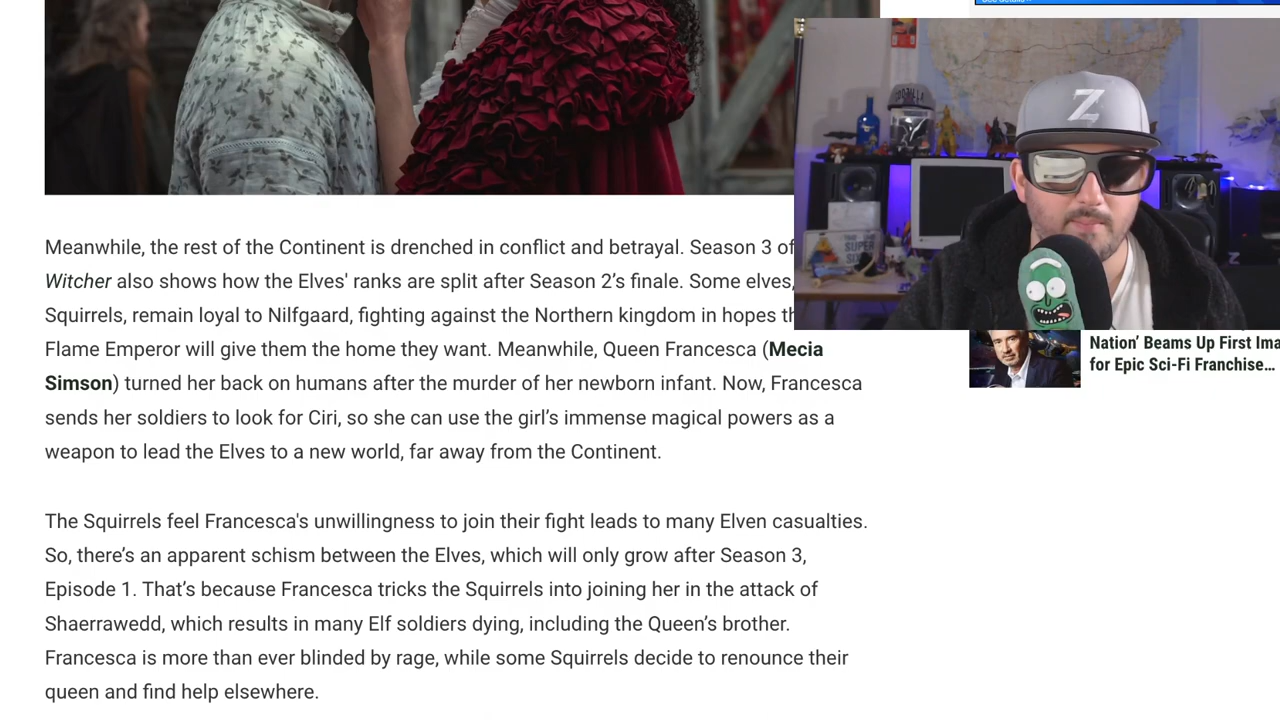 Meanwhile, the rest of the Continent is drenched in conflict and betrayal. Season 3 of
Witcher also shows how the Elves' ranks are split after Season 2’s finale. Some elves,
Squirrels, remain loyal to Nilfgaard, fighting against the Northern kingdom in hopes
Flame Emperor will give them the home they want. Meanwhile, Queen Francesca (Mecia
Simson) turned her back on humans after the murder of her newborn infant. Now, Francesca
sends her soldiers to look for Ciri, so she can use the girl’s immense magical powers as a
weapon to lead the Elves to a new world, far away from the Continent.
The Squirrels feel Francesca's unwillingness to join their fight leads to many Elven casualties.
So, there’s an apparent schism between the Elves, which will only grow after Season 3,
Episode 1. That’s because Francesca tricks the Squirrels into joining her in the attack of
Shaerrawedd, which results in many Elf soldiers dying, including the Queen’s brother.
Francesca is more than ever blinded by rage, while some Squirrels decide to renounce their
queen and find help elsewhere.
Z
SUPER
Nation’ Beams Up First Ima
for Epic Sci-Fi Franchise…